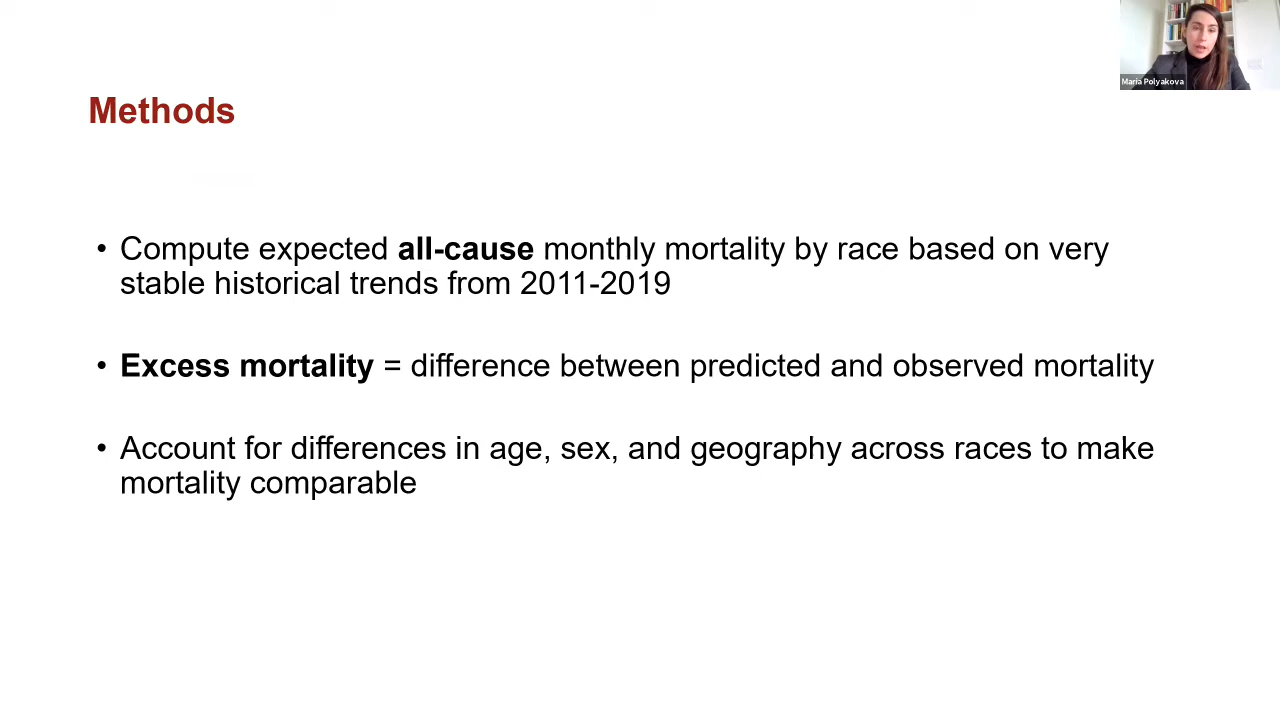 Maria Polyakova
Methods
• Compute expected all-cause monthly mortality by race based on very
stable historical trends from 2011-2019
• Excess mortality = difference between predicted and observed mortality
• Account for differences in age, sex, and geography across races to make
mortality comparable